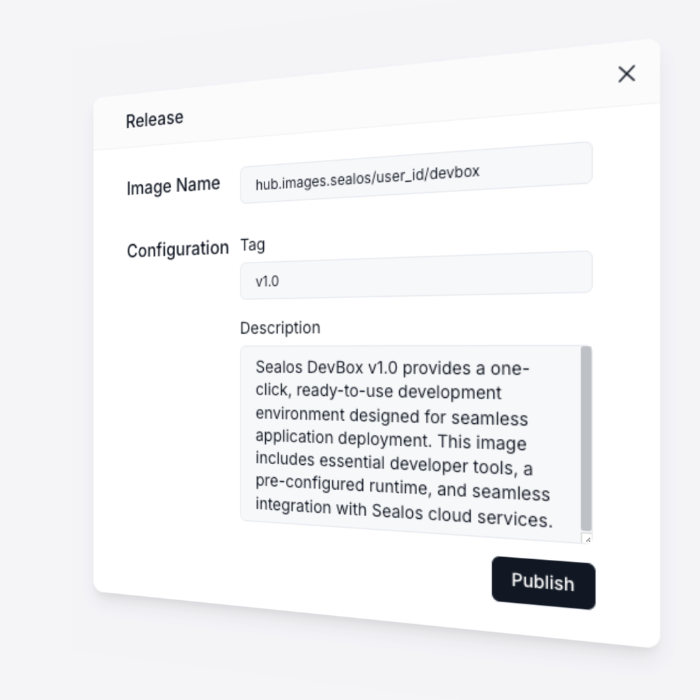 Release
Image Name
hub.images.sealos/user_id/devbox
Configuration
Tag
v1.0
Description
Sealos DevBox v1.0 provides a one-
click, ready-to-use development
environment designed for seamless
application deployment. This image
includes essential developer tools, a
pre-configured runtime, and seamless
integration with Sealos cloud services.
Publish